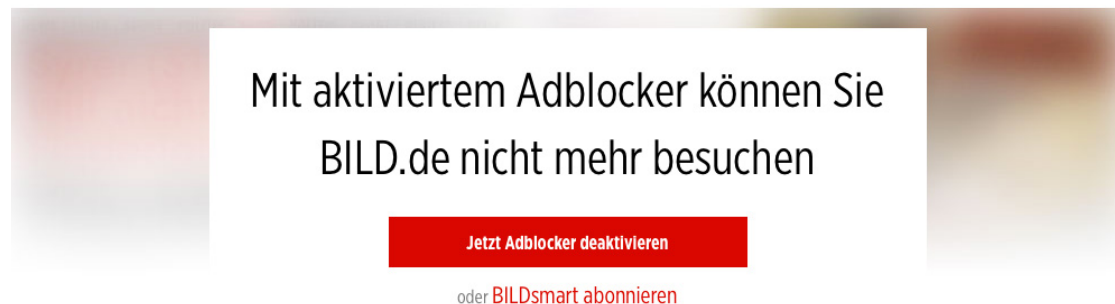 Mit aktiviertem Adblocker können Sie
BILD.de nicht mehr besuchen
Jetzt Adblocker deaktivieren
oder BILDsmart abonnieren